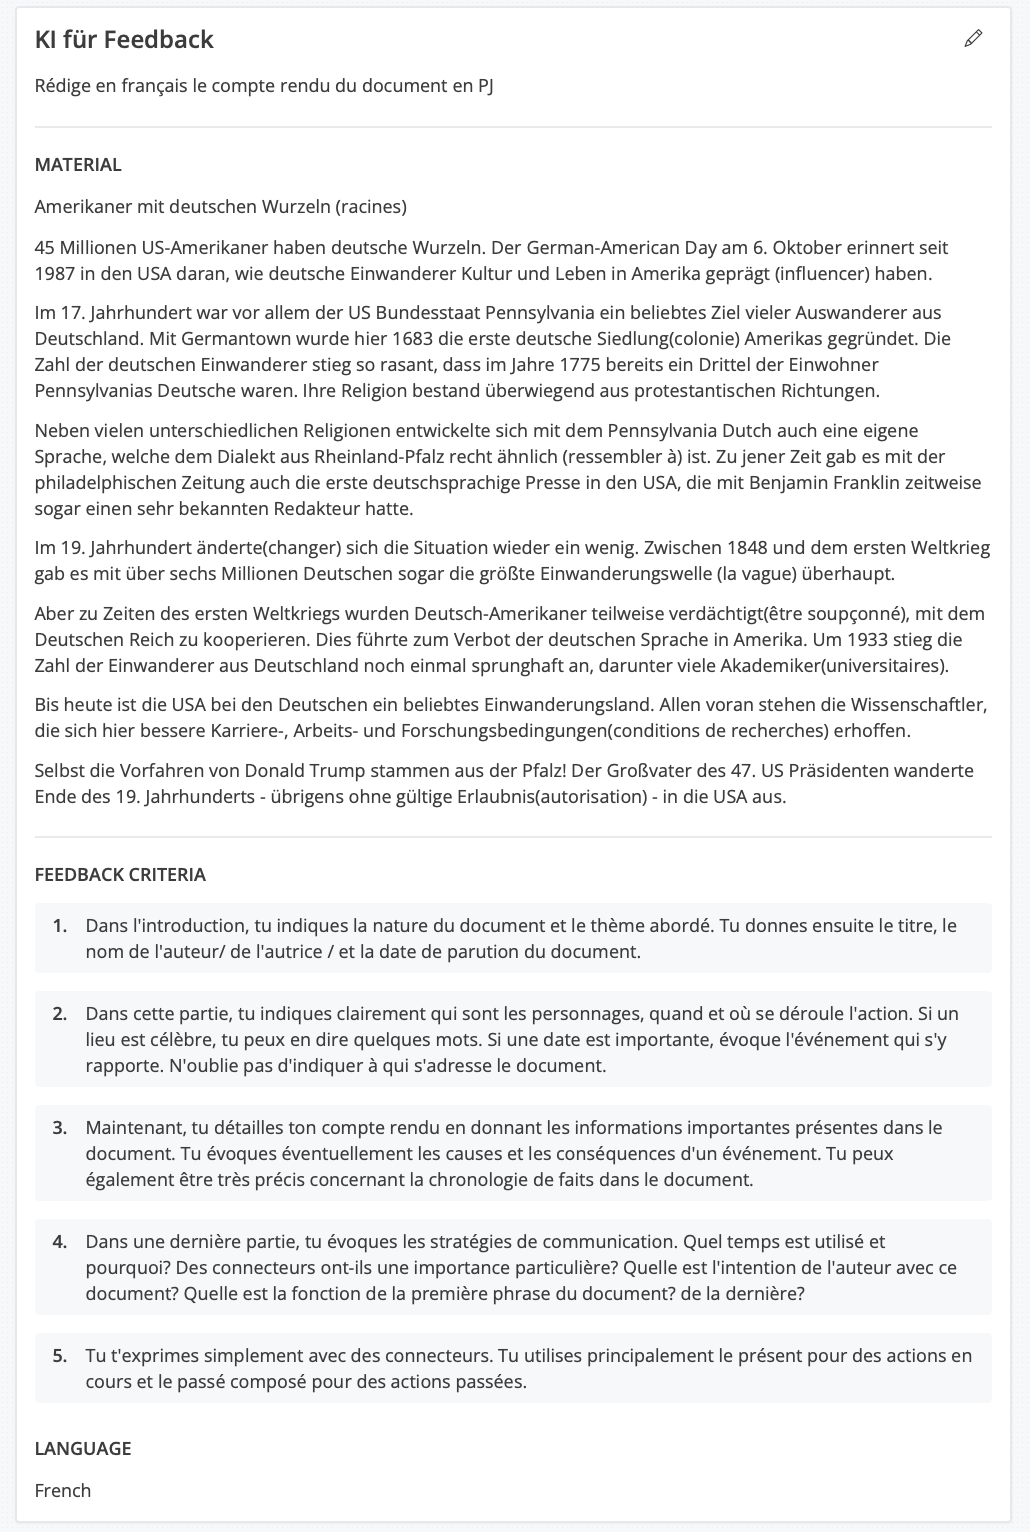 KI für Feedback
Rédige en français le compte rendu du document en PJ
MATERIAL
Amerikaner mit deutschen Wurzeln (racines)
45 Millionen US-Amerikaner haben deutsche Wurzeln. Der German-American Day am 6. Oktober erinnert seit
1987 in den USA daran, wie deutsche Einwanderer Kultur und Leben in Amerika geprägt (influencer) haben.
Im 17. Jahrhundert war vor allem der US Bundesstaat Pennsylvania ein beliebtes Ziel vieler Auswanderer aus
Deutschland. Mit Germantown wurde hier 1683 die erste deutsche Siedlung(colonie) Amerikas gegründet. Die
Zahl der deutschen Einwanderer stieg so rasant, dass im Jahre 1775 bereits ein Drittel der Einwohner
Pennsylvanias Deutsche waren. Ihre Religion bestand überwiegend aus protestantischen Richtungen.
Neben vielen unterschiedlichen Religionen entwickelte sich mit dem Pennsylvania Dutch auch eine eigene
Sprache, welche dem Dialekt aus Rheinland-Pfalz recht ähnlich (ressembler à) ist. Zu jener Zeit gab es mit der
philadelphischen Zeitung auch die erste deutschsprachige Presse in den USA, die mit Benjamin Franklin zeitweise
sogar einen sehr bekannten Redakteur hatte.
Im 19. Jahrhundert änderte(changer) sich die Situation wieder ein wenig. Zwischen 1848 und dem ersten Weltkrieg
gab es mit über sechs Millionen Deutschen sogar die größte Einwanderungswelle (la vague) überhaupt.
Aber zu Zeiten des ersten Weltkriegs wurden Deutsch-Amerikaner teilweise verdächtigt(être soupçonné), mit dem
Deutschen Reich zu kooperieren. Dies führte zum Verbot der deutschen Sprache in Amerika. Um 1933 stieg die
Zahl der Einwanderer aus Deutschland noch einmal sprunghaft an, darunter viele Akademiker(universitaires).
Bis heute ist die USA bei den Deutschen ein beliebtes Einwanderungsland. Allen voran stehen die Wissenschaftler,
die sich hier bessere Karriere-, Arbeits- und Forschungsbedingungen(conditions de recherches) erhoffen.
Selbst die Vorfahren von Donald Trump stammen aus der Pfalz! Der Großvater des 47. US Präsidenten wanderte
Ende des 19. Jahrhunderts - übrigens ohne gültige Erlaubnis(autorisation) - in die USA aus.
FEEDBACK CRITERIA
1. Dans l'introduction, tu indiques la nature du document et le thème abordé. Tu donnes ensuite le titre, le
nom de l'auteur/ de l'autrice / et la date de parution du document.
2. Dans cette partie, tu indiques clairement qui sont les personnages, quand et où se déroule l'action. Si un
lieu est célèbre, tu peux en dire quelques mots. Si une date est importante, évoque l'événement qui s'y
rapporte. N'oublie pas d'indiquer à qui s'adresse le document.
3. Maintenant, tu détailles ton compte rendu en donnant les informations importantes présentes dans le
document. Tu évoques éventuellement les causes et les conséquences d'un événement. Tu peux
également être très précis concernant la chronologie de faits dans le document.
4. Dans une dernière partie, tu évoques les stratégies de communication. Quel temps est utilisé et
pourquoi? Des connecteurs ont-ils une importance particulière? Quelle est l'intention de l'auteur avec ce
document? Quelle est la fonction de la première phrase du document? de la dernière?
5. Tu t'exprimes simplement avec des connecteurs. Tu utilises principalement le présent pour des actions en
cours et le passé composé pour des actions passées.
LANGUAGE
French